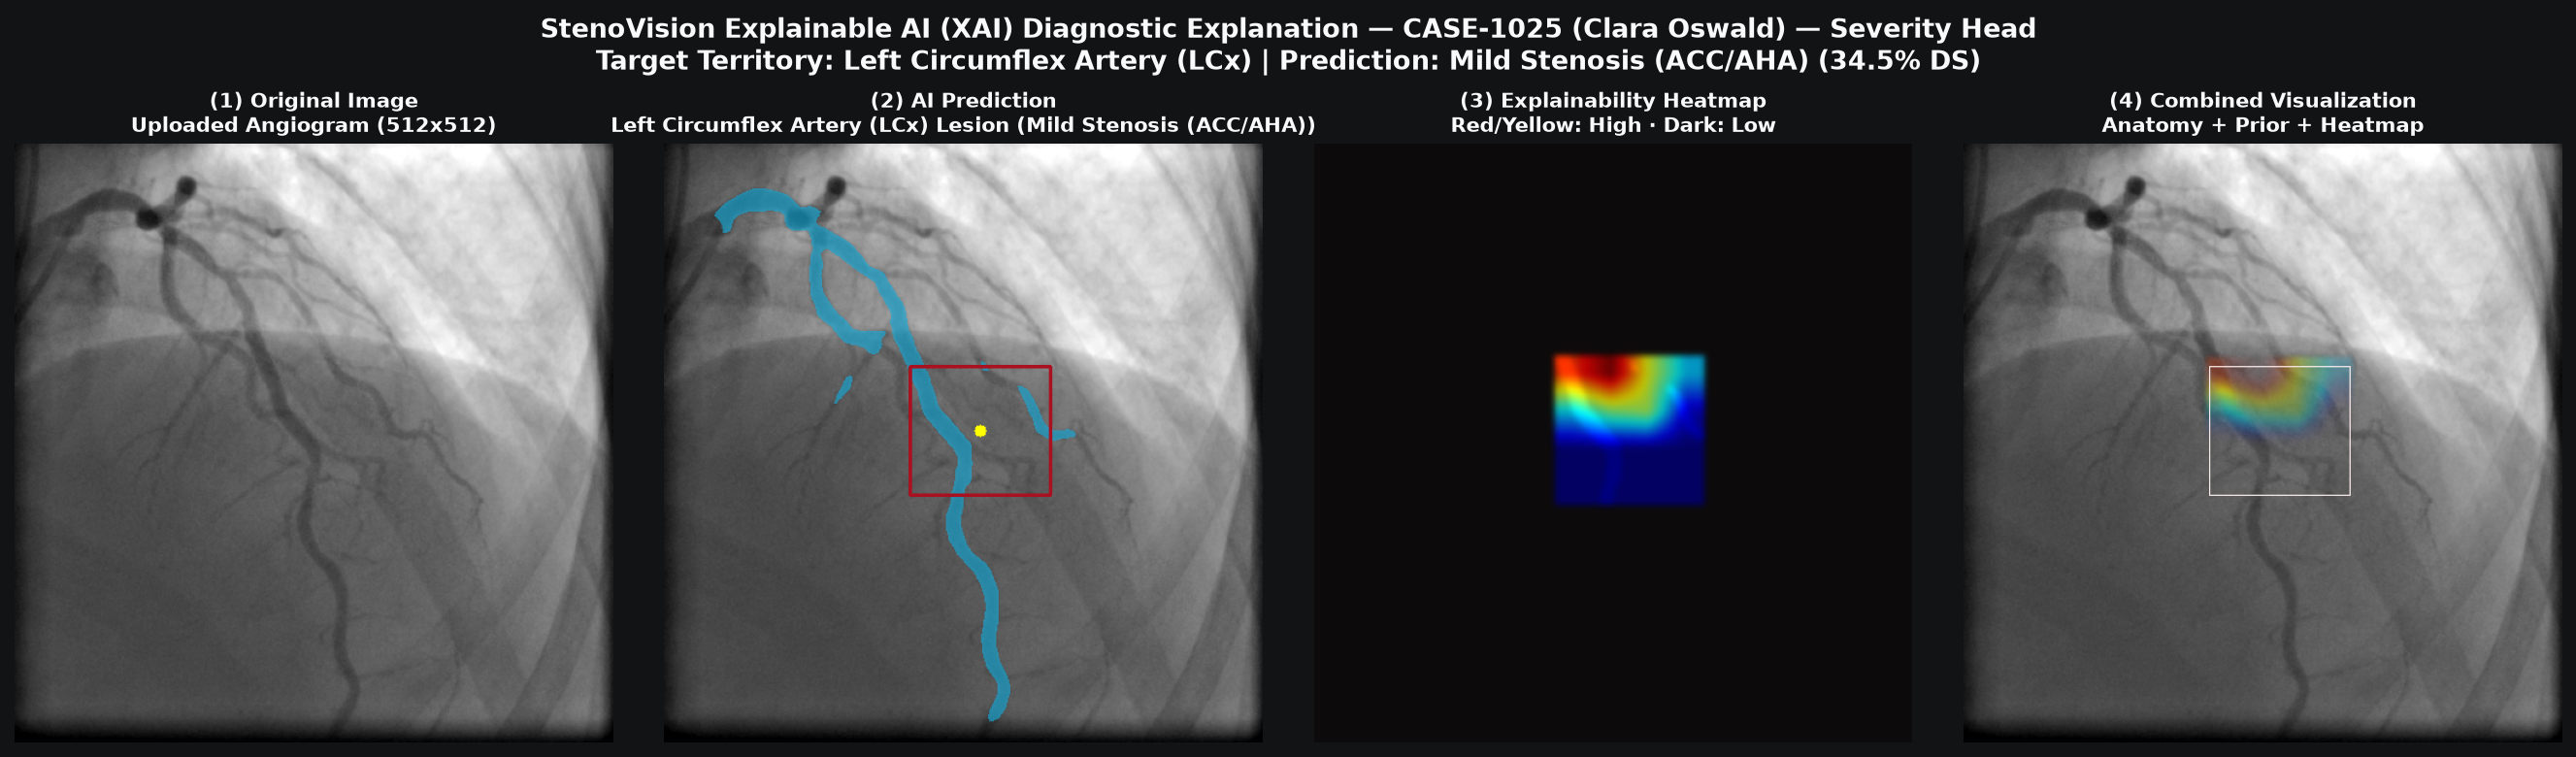 StenoVision Explainable AI (XAI) Diagnostic Explanation — CASE-1025 (Clara Oswald) — Severity Head
Target Territory: Left Circumflex Artery (LCx) | Prediction: Mild Stenosis (ACC/AHA) (34.5% DS)
(1) Original Image
Uploaded Angiogram (512x512)
(2) AI Prediction
Left Circumflex Artery (LCx) Lesion (Mild Stenosis (ACC/AHA))
(3) Explainability Heatmap
Red/Yellow: High · Dark: Low
(4) Combined Visualization
Anatomy + Prior + Heatmap